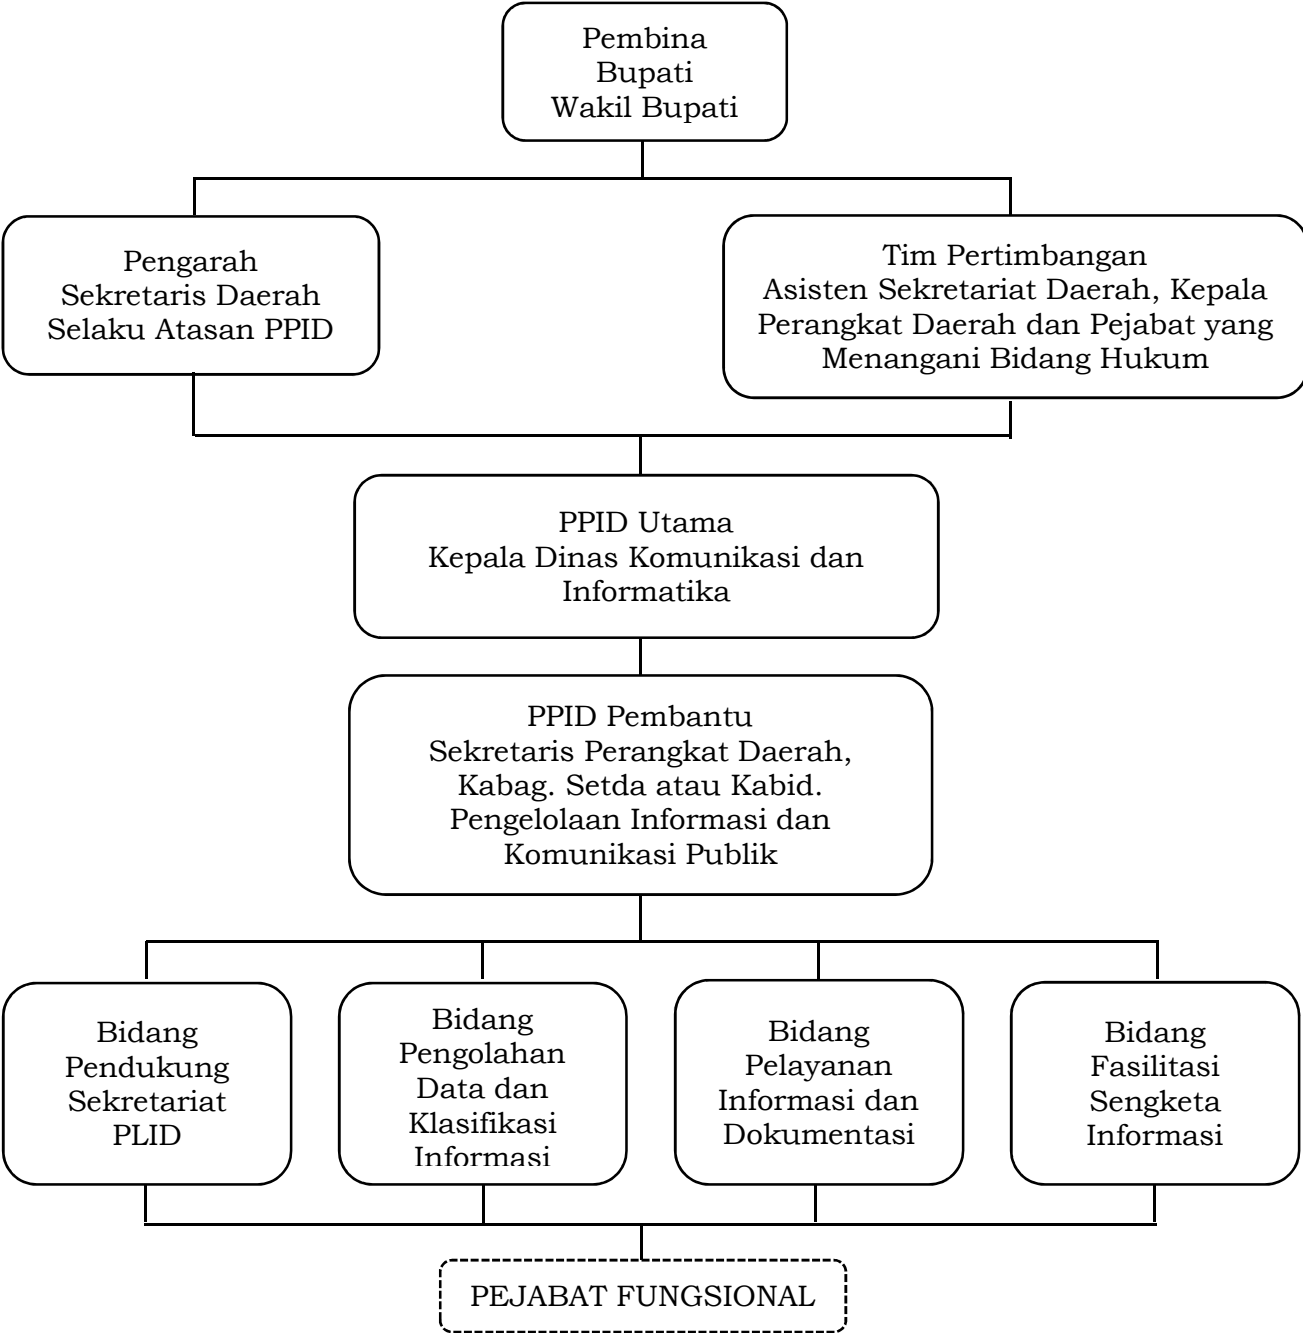 Pembina
Bupati
Wakil Bupati
Pengarah
Sekretaris Daerah
Selaku Atasan PPID
Tim Pertimbangan
Asisten Sekretariat Daerah, Kepala
Perangkat Daerah dan Pejabat yang
Menangani Bidang Hukum
PPID Utama
Kepala Dinas Komunikasi dan
Informatika
PPID Pembantu
Sekretaris Perangkat Daerah,
Kabag. Setda atau Kabid.
Pengelolaan Informasi dan
Komunikasi Publik
Bidang
Pendukung
Sekretariat
PLID
Bidang
Pengolahan
Data dan
Klasifikasi
Informasi
Bidang
Pelayanan
Informasi dan
Dokumentasi
Bidang
Fasilitasi
Sengketa
Informasi
PEJABAT FUNGSIONAL